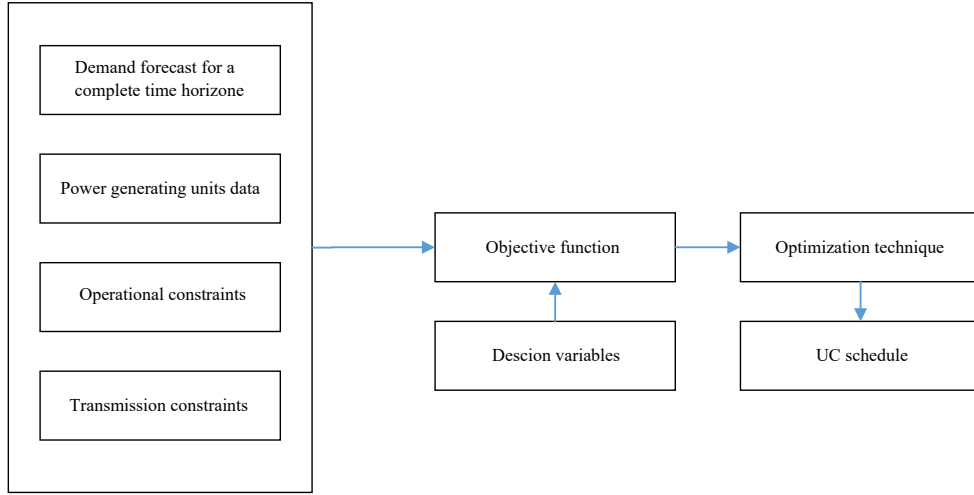 Demand forecast for a
complete time horizone
Power generating units data
Operational constraints
Transmission constraints
Objective function
Descion variables
Optimization technique
UC schedule